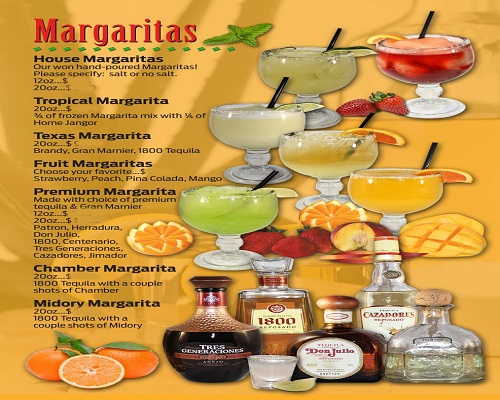 Margaritas
House Margaritas
Our won hand-poured Margaritas!
Please specify: salt or no salt.
12oz...$
20oz...$
Tropical Margarita
20oz...$
¾ of frozen Margarita mix with ¼ of
Home Jangor
Texas Margarita
20oz...$
Brandy, Gran Marnier, 1800 Tequila
Fruit Margaritas
Choose your favorite...$
Strawberry, Peach, Pina Colada, Mango
Premium Margarita
Made with choice of premium
tequila & Gran Marnier
12oz...$
20oz...$
Patron, Herradura,
Don Julio,
1800, Centenario,
Tres Generaciones,
Cazadores, Jimador
Chamber Margarita
20oz...$
1800 Tequila with a couple
shots of Chamber
Midory Margarita
20oz...$
1800 Tequila with a
couple shots of Midory
TRES
GENERACIONES
AÑEJO
1800
REPOSADO
TEQUILA
Don Julio
REPOSADO
CAZADORES
REPOSADO